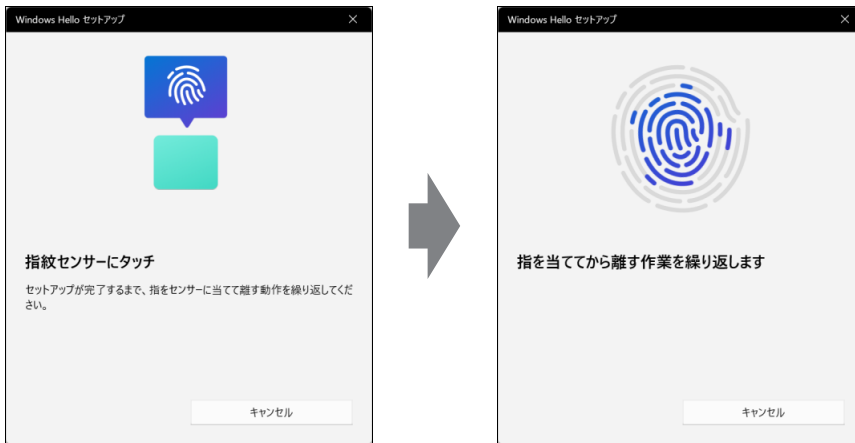 Windows Hello セットアップ
指紋センサーにタッチ
セットアップが完了するまで、指をセンサーに当てて離す動作を繰り返してくだ
さい。
キャンセル
Windows Hello セットアップ
指を当ててから離す作業を繰り返します
キャンセル